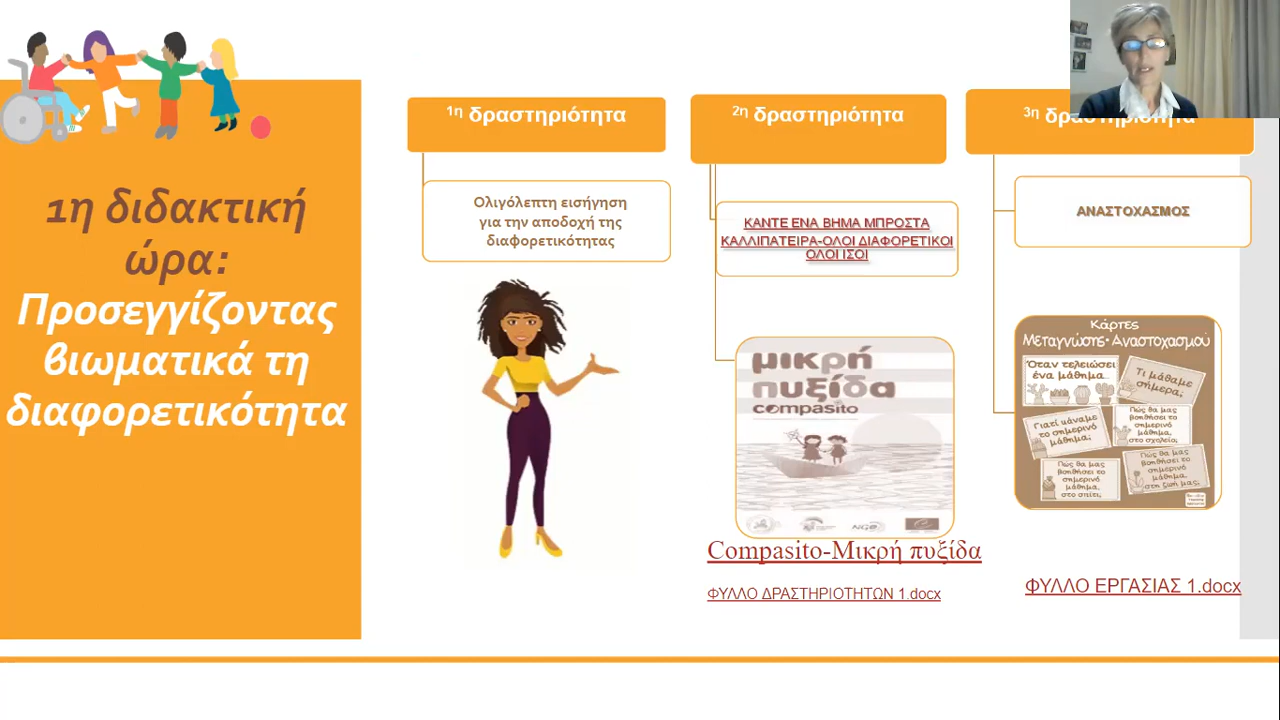 1η διδακτική
ώρα:
Προσεγγίζοντας
βιωματικά τη
διαφορετικότητα
1η δραστηριότητα
Ολιγόλεπτη εισήγηση
για την αποδοχή της
διαφορετικότητας
2η δραστηριότητα
ΚΑΝΤΕ ΕΝΑ ΒΗΜΑ ΜΠΡΟΣΤΑ
ΚΑΛΛΙΠΑΤΕΙΡΑ-ΟΛΟΙ ΔΙΑΦΟΡΕΤΙΚΟΙ
ΟΛΟΙ ΙΣΟΙ
μικρή
πυξίδα
compasito
Compasito-Μικρή πυξίδα
ΦΥΛΛΟ ΔΡΑΣΤΗΡΙΟΤΗΤΩΝ 1.docx
3η δραστηριότητα
ΑΝΑΣΤΟΧΑΣΜΟΣ
Κάρτες
Μεταγνώσης-Αναστοχασμού
Όταν τελειώσει
ένα μάθημα...
Τι μάθαμε
σήμερα;
Γιατί κάναμε
το σημερινό
μάθημα;
Πώς θα μας
βοηθήσει το
σημερινό
μάθημα,
στο σχολείο;
Πώς θα μας
βοηθήσει το
σημερινό
μάθημα,
στο σπίτι;
Πώς θα μας
βοηθήσει το
σημερινό
μάθημα,
στη ζωή μας;
ΦΥΛΛΟ ΕΡΓΑΣΙΑΣ 1.docx